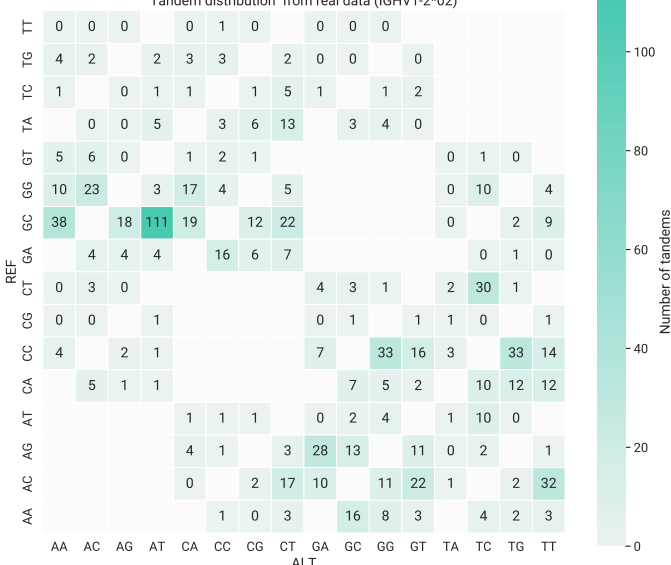 Tandem distribution from real data (IGHV1-2*02)
TT 0 0 0 0 1 0 0 0 0
TG 4 2 2 3 3 2 0 0 0
TC 1 0 1 1 1 5 1 1 2
TA 0 0 5 3 6 13 3 4 0
GT 5 6 0 1 2 1 0 1 0
GG 10 23 3 17 4 5 0 10 4
GC 38 18 111 19 12 22 0 2 9
GA 4 4 4 16 6 7 0 1 0
CT 0 3 0 4 3 1 2 30 1
CG 0 0 1 0 1 1 1 0 1
CC 4 2 1 7 33 16 3 33 14
CA 5 1 1 7 5 2 10 12 12
AT 1 1 1 0 2 4 1 10 0
AG 4 1 3 28 13 11 0 2 1
AC 0 2 17 10 11 22 1 2 32
AA 1 0 3 16 8 3 4 2 3
AA AC AG AT CA CC CG CT GA GC GG GT TA TC TG TT
ALT
REF
100
80
60
40
20
0
Number of tandems